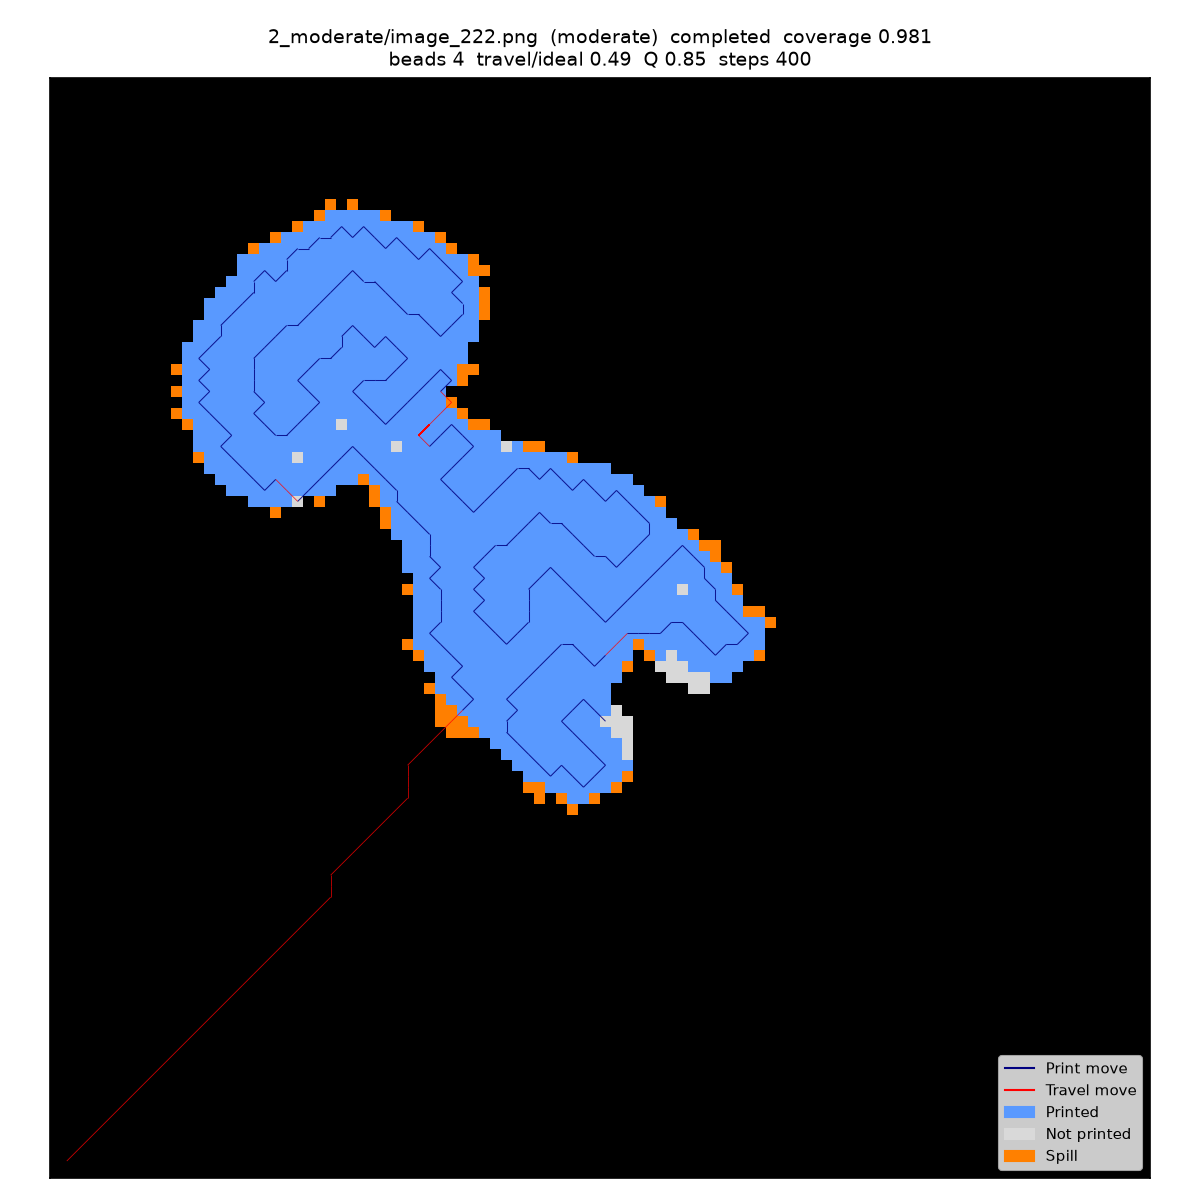 2_moderate/image_222.png  (moderate)  completed  coverage 0.981
beads 4  travel/ideal 0.49  Q 0.85  steps 400
Print move
Travel move
Printed
Not printed
Spill